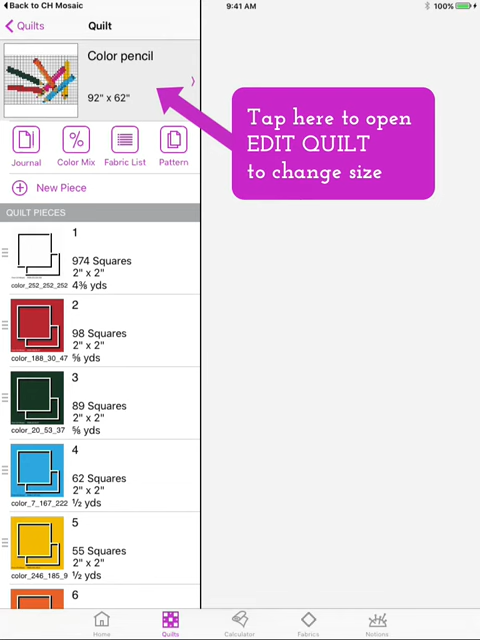 Back to CH Mosaic
9:41 AM
100%
Quilts
Quilt
Color pencil
92" x 62"
Tap here to open
EDIT QUILT
to change size
Journal
Color Mix
Fabric List
Pattern
New Piece
QUILT PIECES
1
974 Squares
2" x 2"
color_252_252_252
4⅜ yds
2
98 Squares
2" x 2"
⅝ yds
color_188_30_47
3
89 Squares
2" x 2"
⅝ yds
color_20_53_37
4
62 Squares
2" x 2"
color_7_167_222
½ yds
5
55 Squares
2" x 2"
color_246_185_9
½ yds
6
Home
Quilts
Calculator
Fabrics
Notions